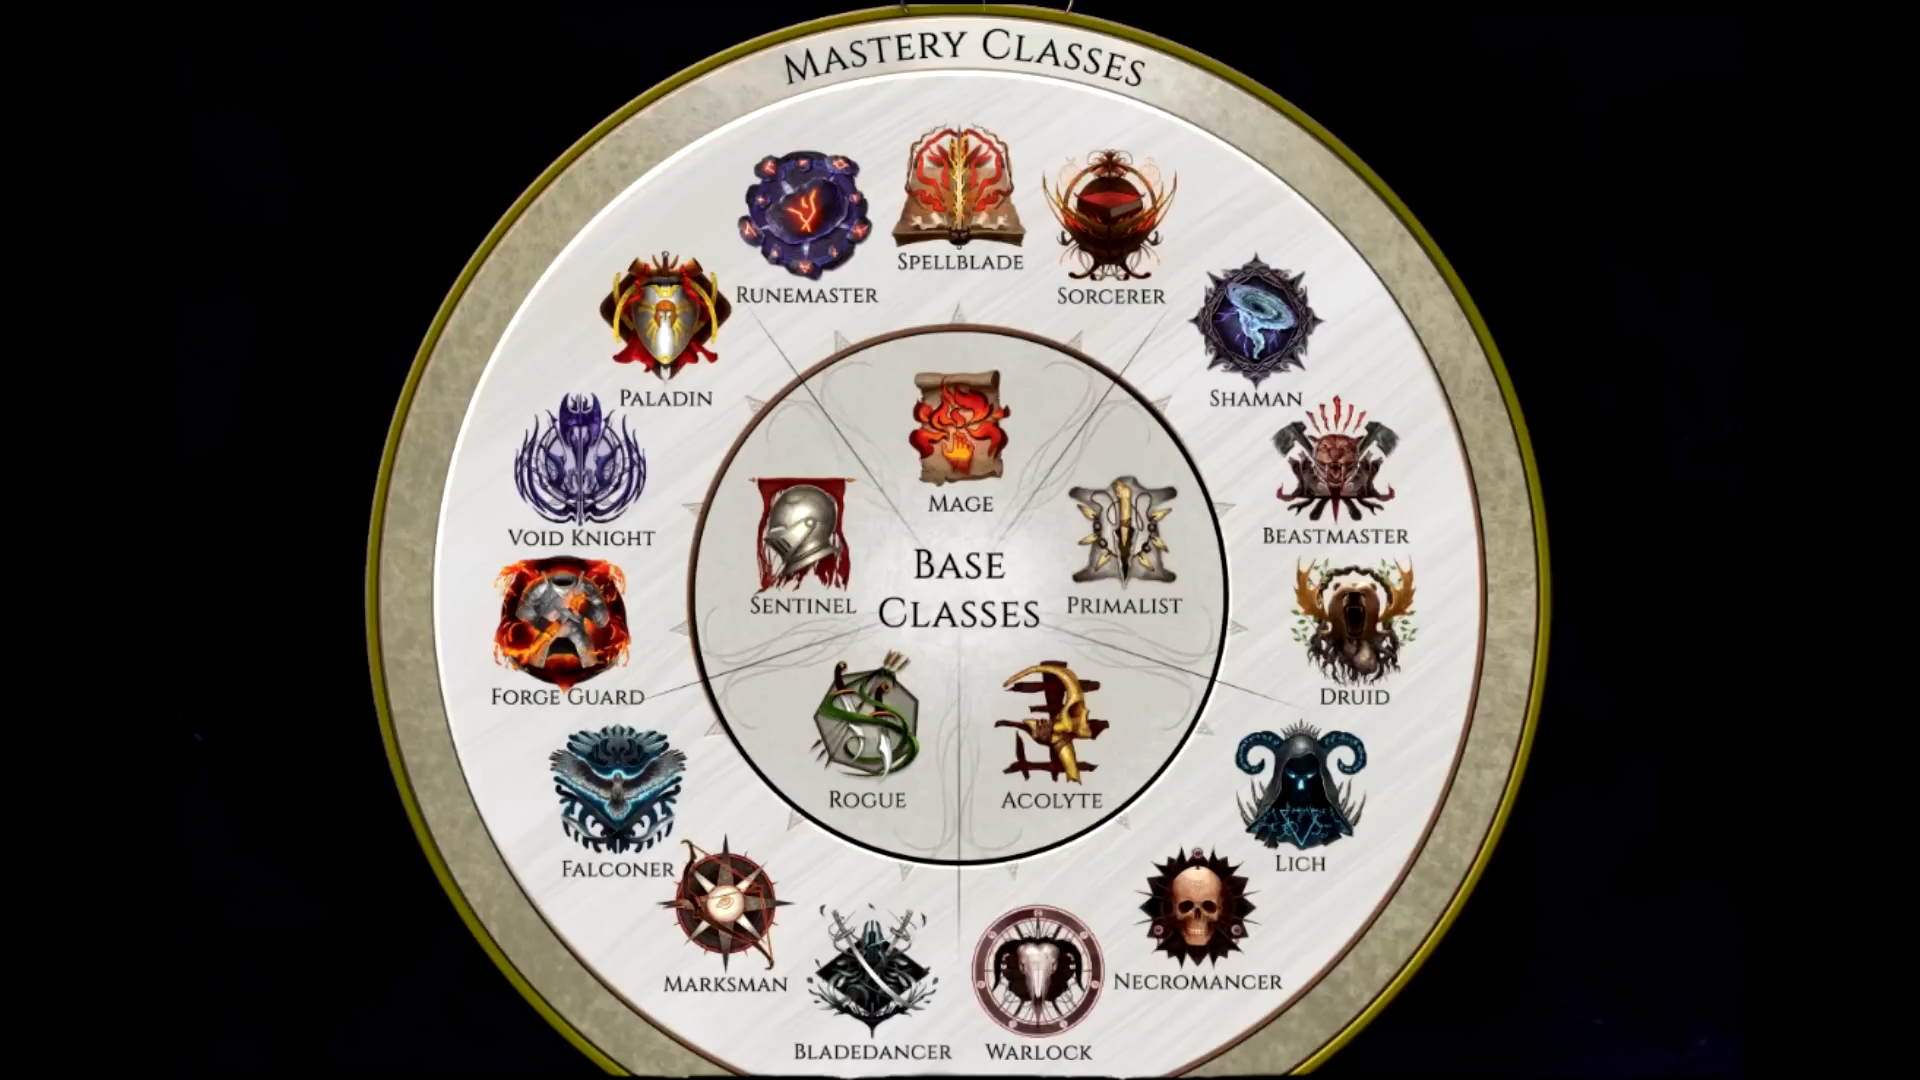 Mastery Classes
Spellblade
Runemaster
Sorcerer
Paladin
Shaman
Void Knight
Beastmaster
Forge Guard
Druid
Falconer
Lich
Marksman
Necromancer
Bladedancer
Warlock
Mage
Base
Classes
Sentinel
Primalist
Rogue
Acolyte